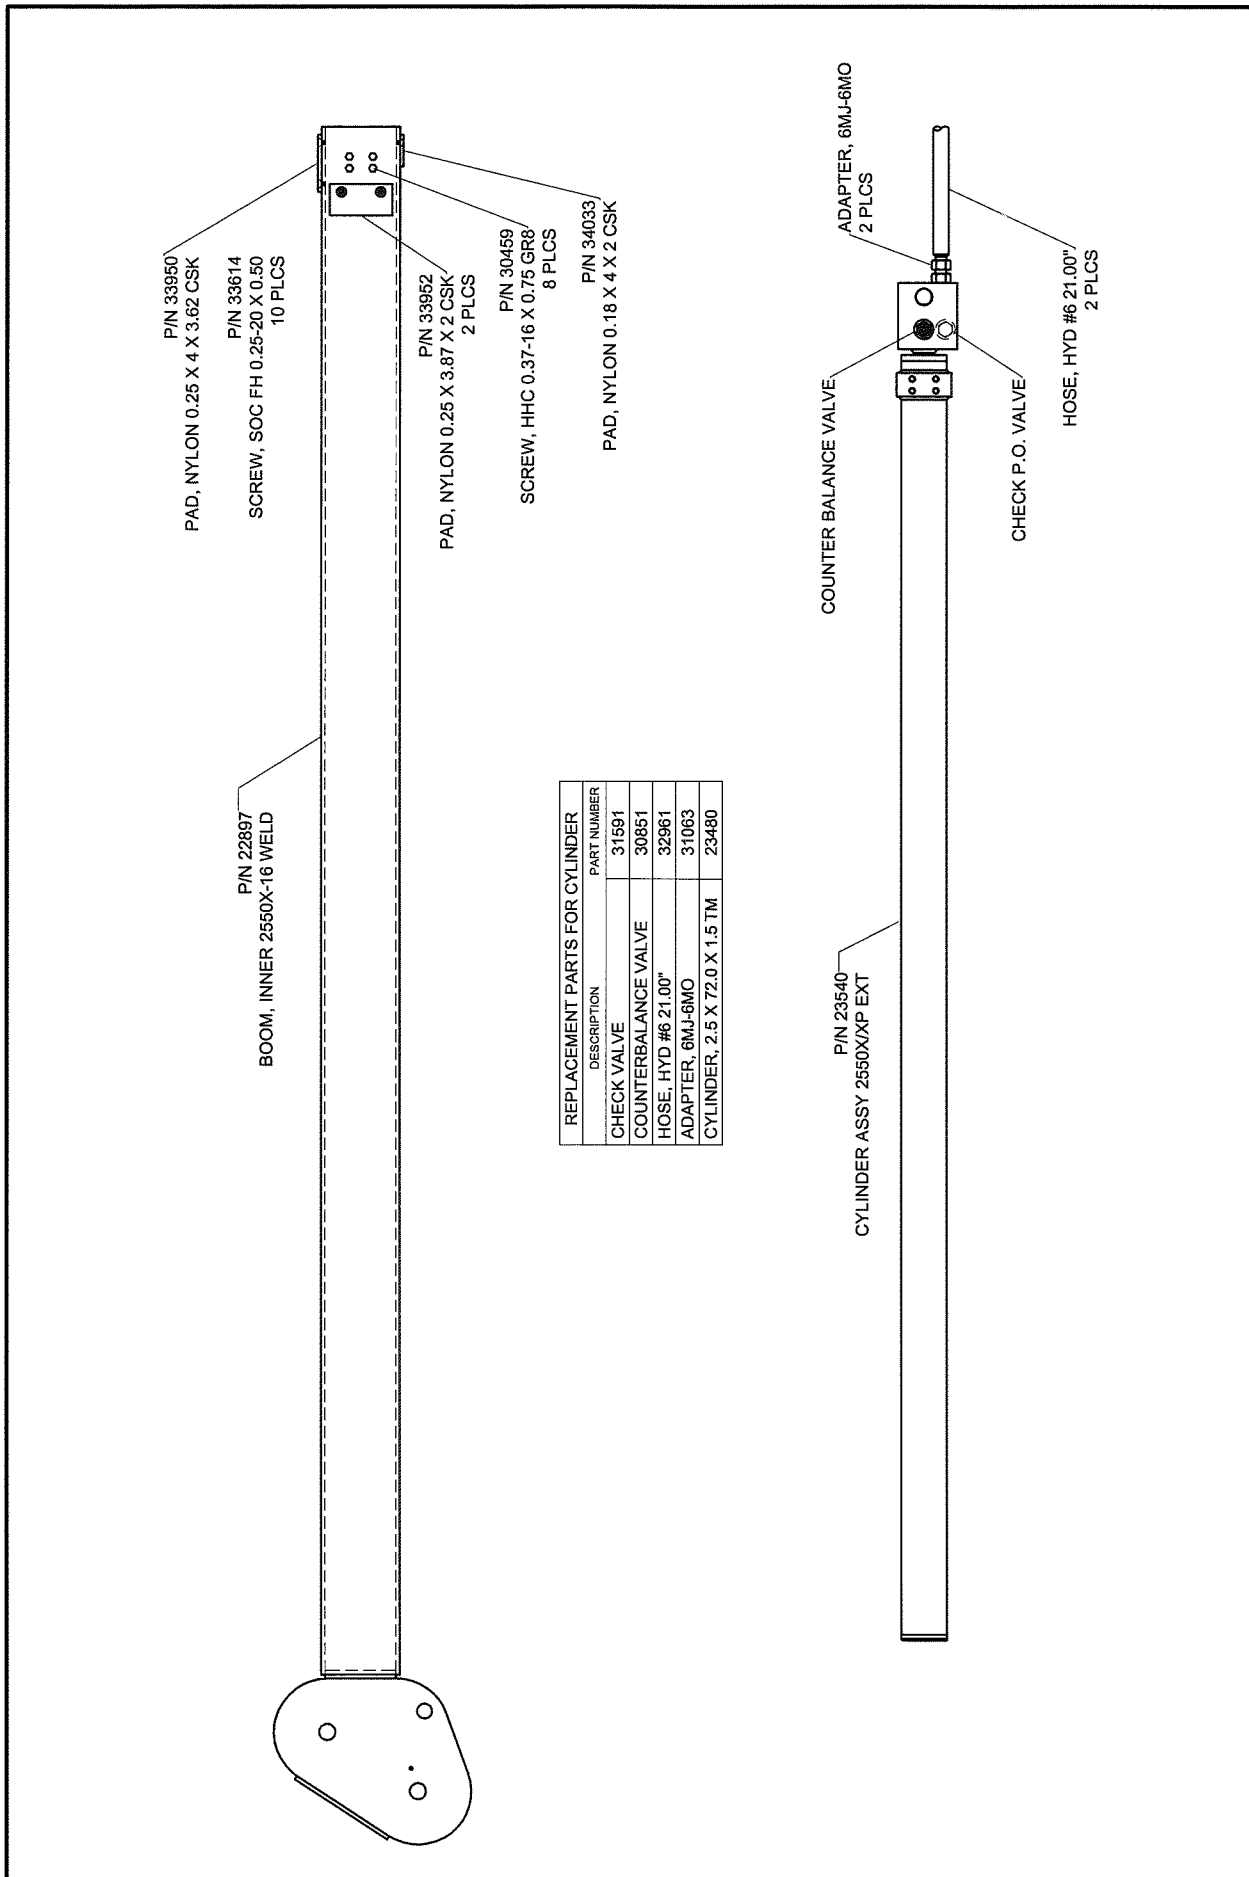 P/N 33950
PAD, NYLON 0.25 X 4 X 3.62 CSK
P/N 33614
SCREW, SOC FH 0.25-20 X 0.50
10 PLCS
P/N 33952
PAD, NYLON 0.25 X 3.87 X 2 CSK
2 PLCS
P/N 30459
SCREW, HHC 0.37-16 X 0.75 GR8
8 PLCS
P/N 34033
PAD, NYLON 0.18 X 4 X 2 CSK
P/N 22897
BOOM, INNER 2550X-16 WELD
REPLACEMENT PARTS FOR CYLINDER
DESCRIPTION PART NUMBER
CHECK VALVE 31591
COUNTERBALANCE VALVE 30851
HOSE, HYD #6 21.00" 32961
ADAPTER, 6MJ-6MO 31063
CYLINDER, 2.5 X 72.0 X 1.5 TM 23480
ADAPTER, 6MJ-6MO
2 PLCS
COUNTER BALANCE VALVE
CHECK P.O. VALVE
HOSE, HYD #6 21.00"
2 PLCS
P/N 23540
CYLINDER ASSY 2550X/XP EXT